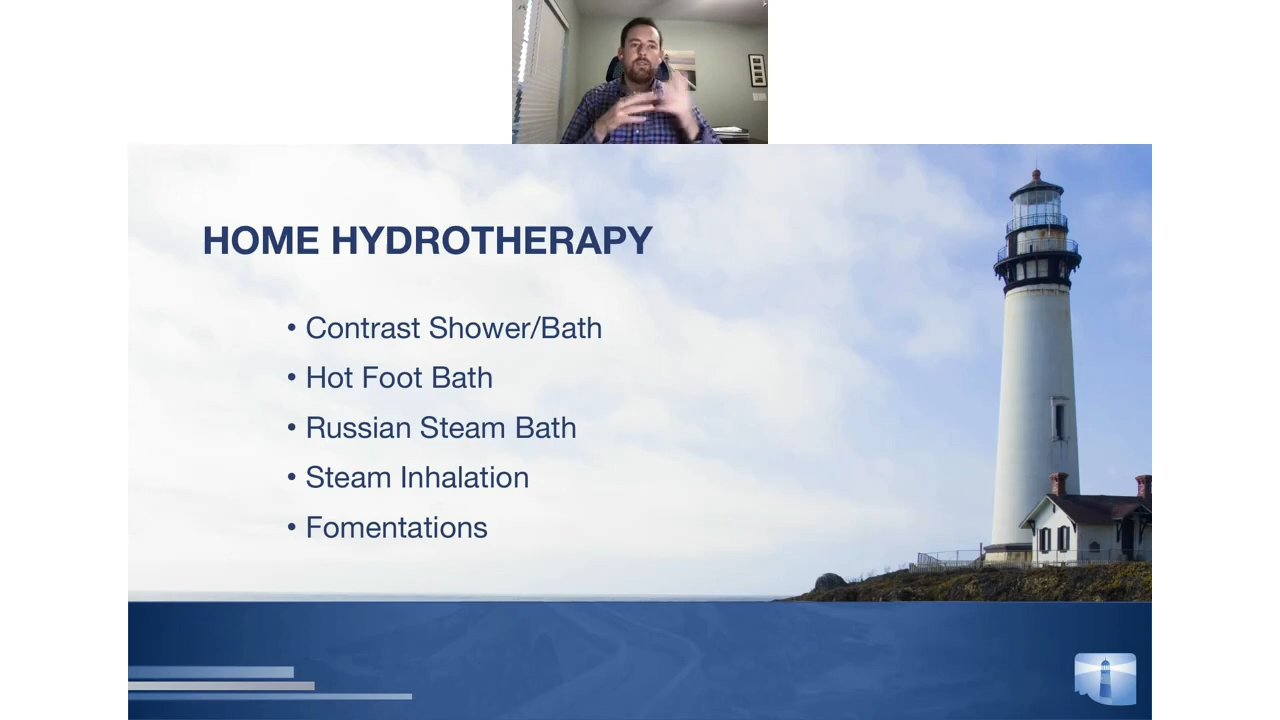 HOME HYDROTHERAPY
• Contrast Shower/Bath
• Hot Foot Bath
• Russian Steam Bath
• Steam Inhalation
• Fomentations